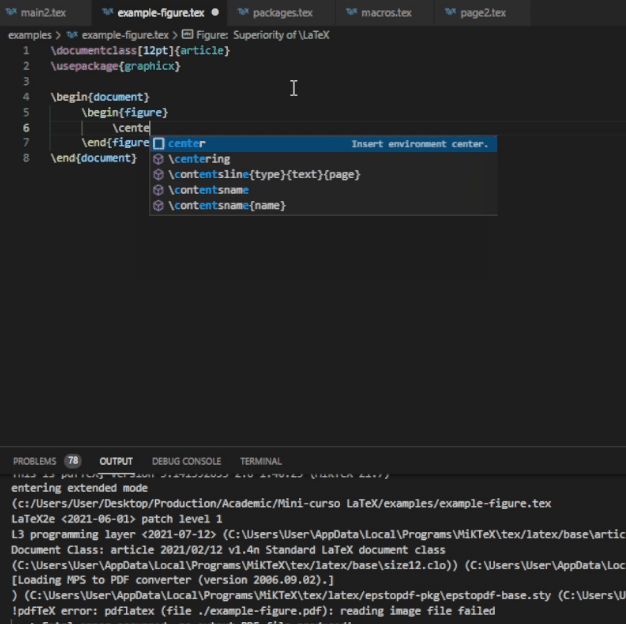 main2.tex example-figure.tex packages.tex macros.tex page2.tex
examples > example-figure.tex > Figure: Superiority of \LaTeX
1 \documentclass[12pt]{article}
2 \usepackage{graphicx}
3
4 \begin{document}
5 \begin{figure}
6 \cente
7 \end{figure
8 \end{document}
center Insert environment center.
\centering
\contentsline{type}{text}{page}
\contentsname
\contentsname{name}
PROBLEMS 78 OUTPUT DEBUG CONSOLE TERMINAL
entering extended mode
(c:/Users/User/Desktop/Production/Academic/Mini-curso LaTeX/examples/example-figure.tex
LaTeX2e <2021-06-01> patch level 1
L3 programming layer <2021-07-12> (C:\Users\User\AppData\Local\Programs\MiKTeX\tex/latex/base\artic
Document Class: article 2021/02/12 v1.4n Standard LaTeX document class
(C:\Users\User\AppData\Local\Programs\MiKTeX\tex/latex/base\size12.clo)) (C:\Users\User\AppData\Loc
[Loading MPS to PDF converter (version 2006.09.02).]
) (C:\Users\User\AppData\Local\Programs\MiKTeX\tex/latex/epstopdf-pkg\epstopdf-base.sty (C:\Users\U
!pdfTeX error: pdflatex (file ./example-figure.pdf): reading image file failed